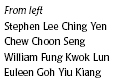 From left
Stephen Lee Ching Yen
Chew Choon Seng
William Fung Kwok Lun
Euleen Goh Yiu Kiang